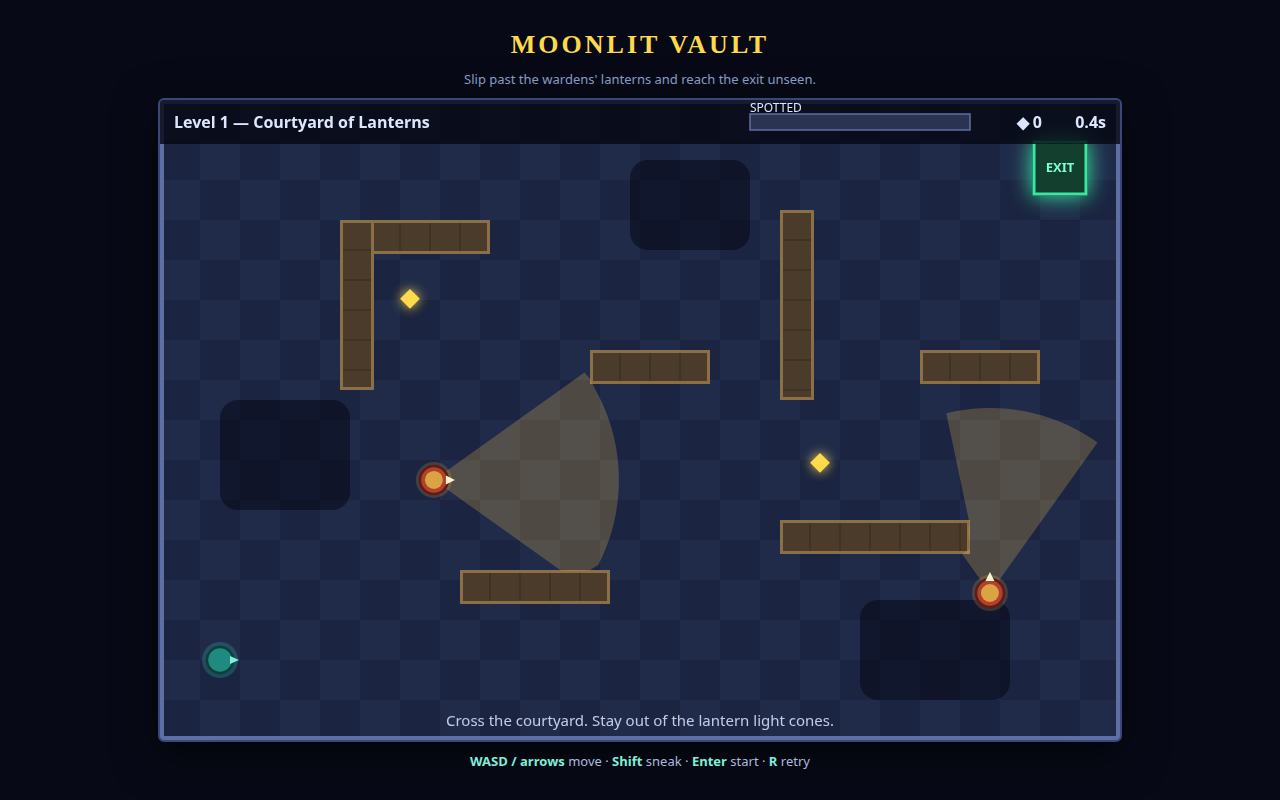 MOONLIT VAULT
Slip past the wardens' lanterns and reach the exit unseen.
SPOTTED
Level 1 — Courtyard of Lanterns
◆ 0
0.4s
EXIT
Cross the courtyard. Stay out of the lantern light cones.
WASD / arrows move · Shift sneak · Enter start · R retry